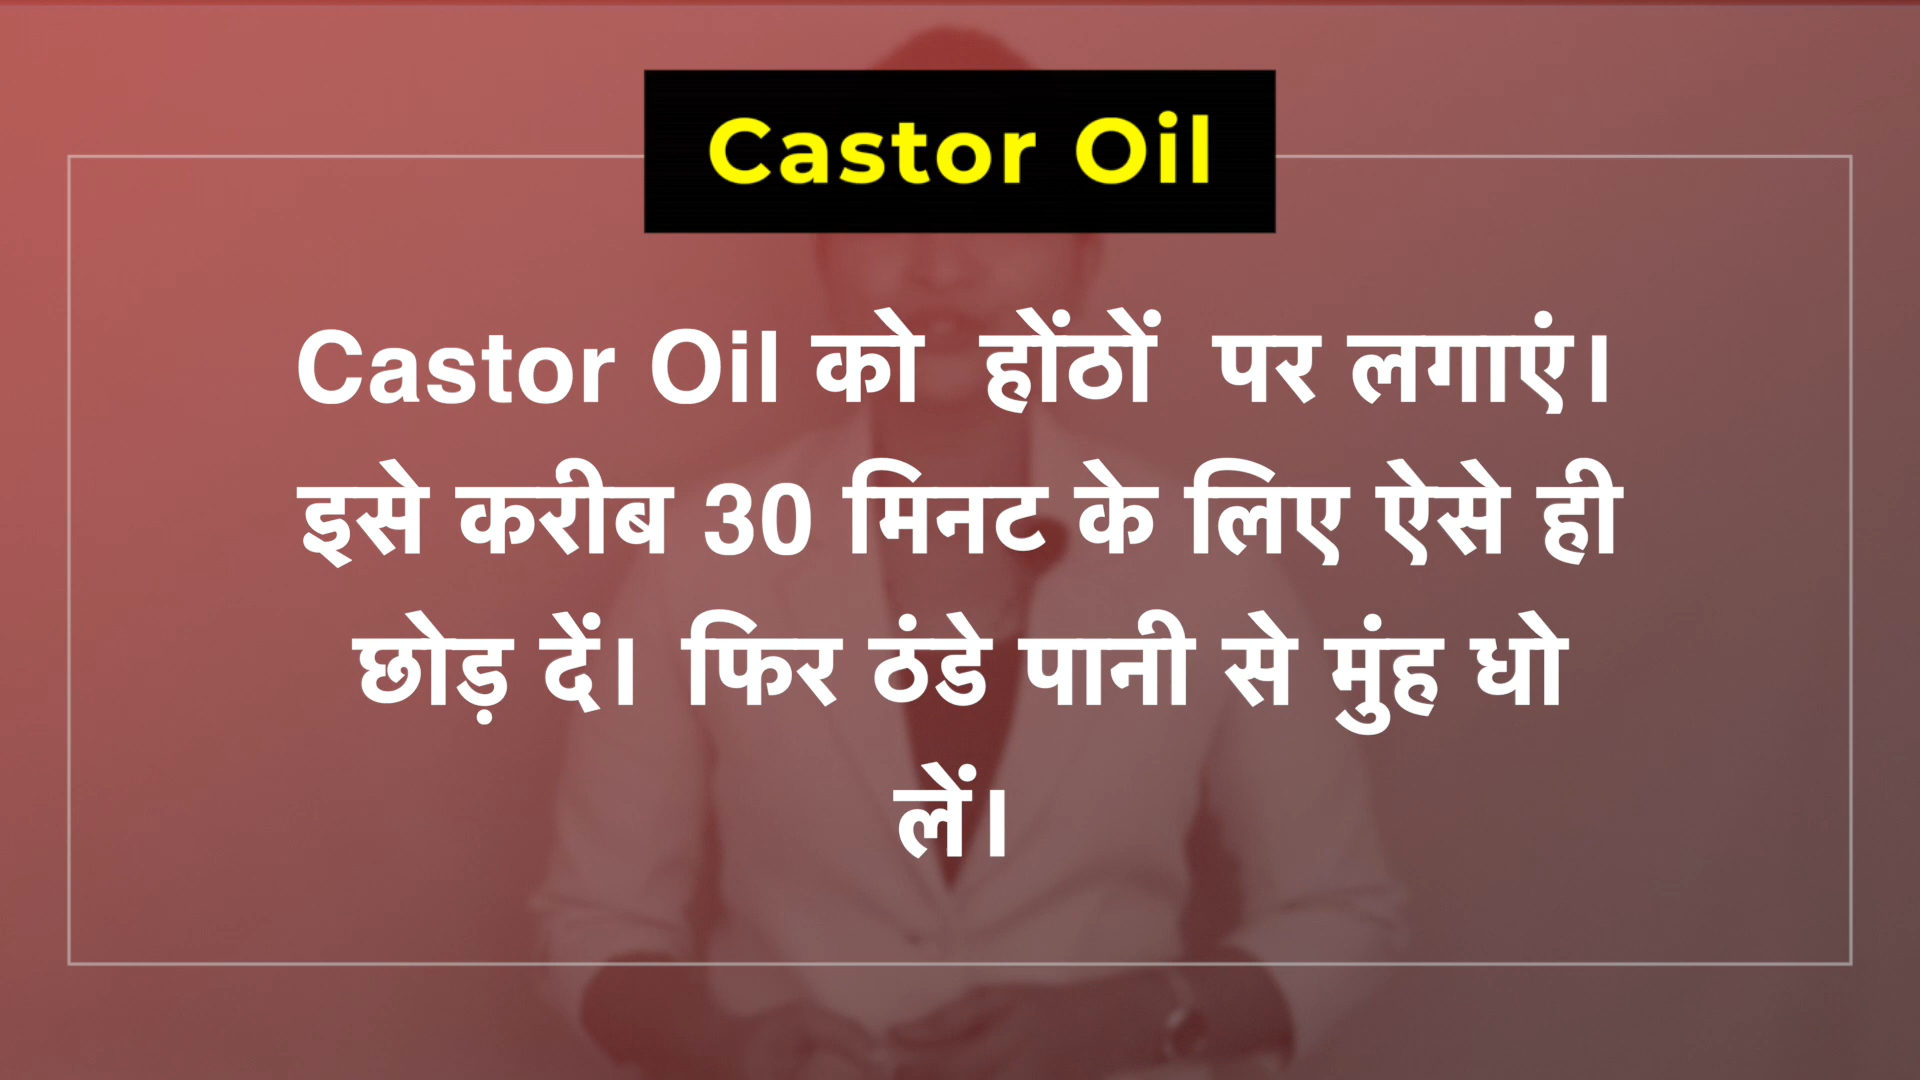 Castor Oil
Castor Oil को होंठों पर लगाएं।
इसे करीब 30 मिनट के लिए ऐसे ही
छोड़ दें। फिर ठंडे पानी से मुंह धो
लें।